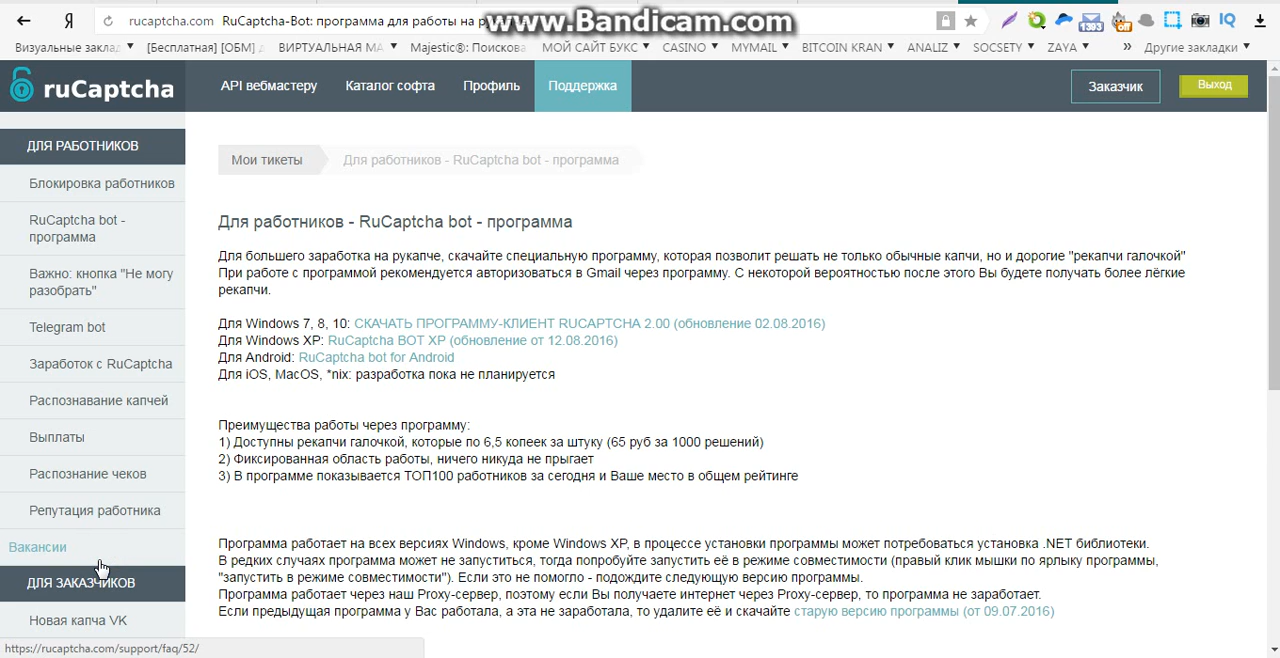 Я
rucaptcha.com RuCaptcha-Bot: программа для работы на
www.Bandicam.com
1393
off
IQ
Визуальные заклад
[Бесплатная] [ОБМ]
ВИРТУАЛЬНАЯ МА
Majestic®: Поискова
МОЙ САЙТ БУКС
CASINO
MYMAIL
BITCOIN KRAN
ANALIZ
SOCSETY
ZAYA
»
Другие закладки
ruCaptcha
API вебмастеру
Каталог софта
Профиль
Поддержка
Заказчик
Выход
ДЛЯ РАБОТНИКОВ
Блокировка работников
RuCaptcha bot -
программа
Важно: кнопка "Не могу
разобрать"
Telegram bot
Заработок с RuCaptcha
Распознавание капчей
Выплаты
Распознание чеков
Репутация работника
Вакансии
ДЛЯ ЗАКАЗЧИКОВ
Новая капча VK
https://rucaptcha.com/support/faq/52/
Мои тикеты
Для работников - RuCaptcha bot - программа
Для работников - RuCaptcha bot - программа
Для большего заработка на рукапче, скачайте специальную программу, которая позволит решать не только обычные капчи, но и дорогие "рекапчи галочкой"
При работе с программой рекомендуется авторизоваться в Gmail через программу. С некоторой вероятностью после этого Вы будете получать более лёгкие
рекапчи.
Для Windows 7, 8, 10: СКАЧАТЬ ПРОГРАММУ-КЛИЕНТ RUCAPTCHA 2.00 (обновление 02.08.2016)
Для Windows XP: RuCaptcha BOT XP (обновление от 12.08.2016)
Для Android: RuCaptcha bot for Android
Для iOS, MacOS, *nix: разработка пока не планируется
Преимущества работы через программу:
1) Доступны рекапчи галочкой, которые по 6,5 копеек за штуку (65 руб за 1000 решений)
2) Фиксированная область работы, ничего никуда не прыгает
3) В программе показывается ТОП100 работников за сегодня и Ваше место в общем рейтинге
Программа работает на всех версиях Windows, кроме Windows XP, в процессе установки программы может потребоваться установка .NET библиотеки.
В редких случаях программа может не запуститься, тогда попробуйте запустить её в режиме совместимости (правый клик мышки по ярлыку программы,
"запустить в режиме совместимости"). Если это не помогло - подождите следующую версию программы.
Программа работает через наш Proxy-сервер, поэтому если Вы получаете интернет через Proxy-сервер, то программа не заработает.
Если предыдущая программа у Вас работала, а эта не заработала, то удалите её и скачайте старую версию программы (от 09.07.2016)